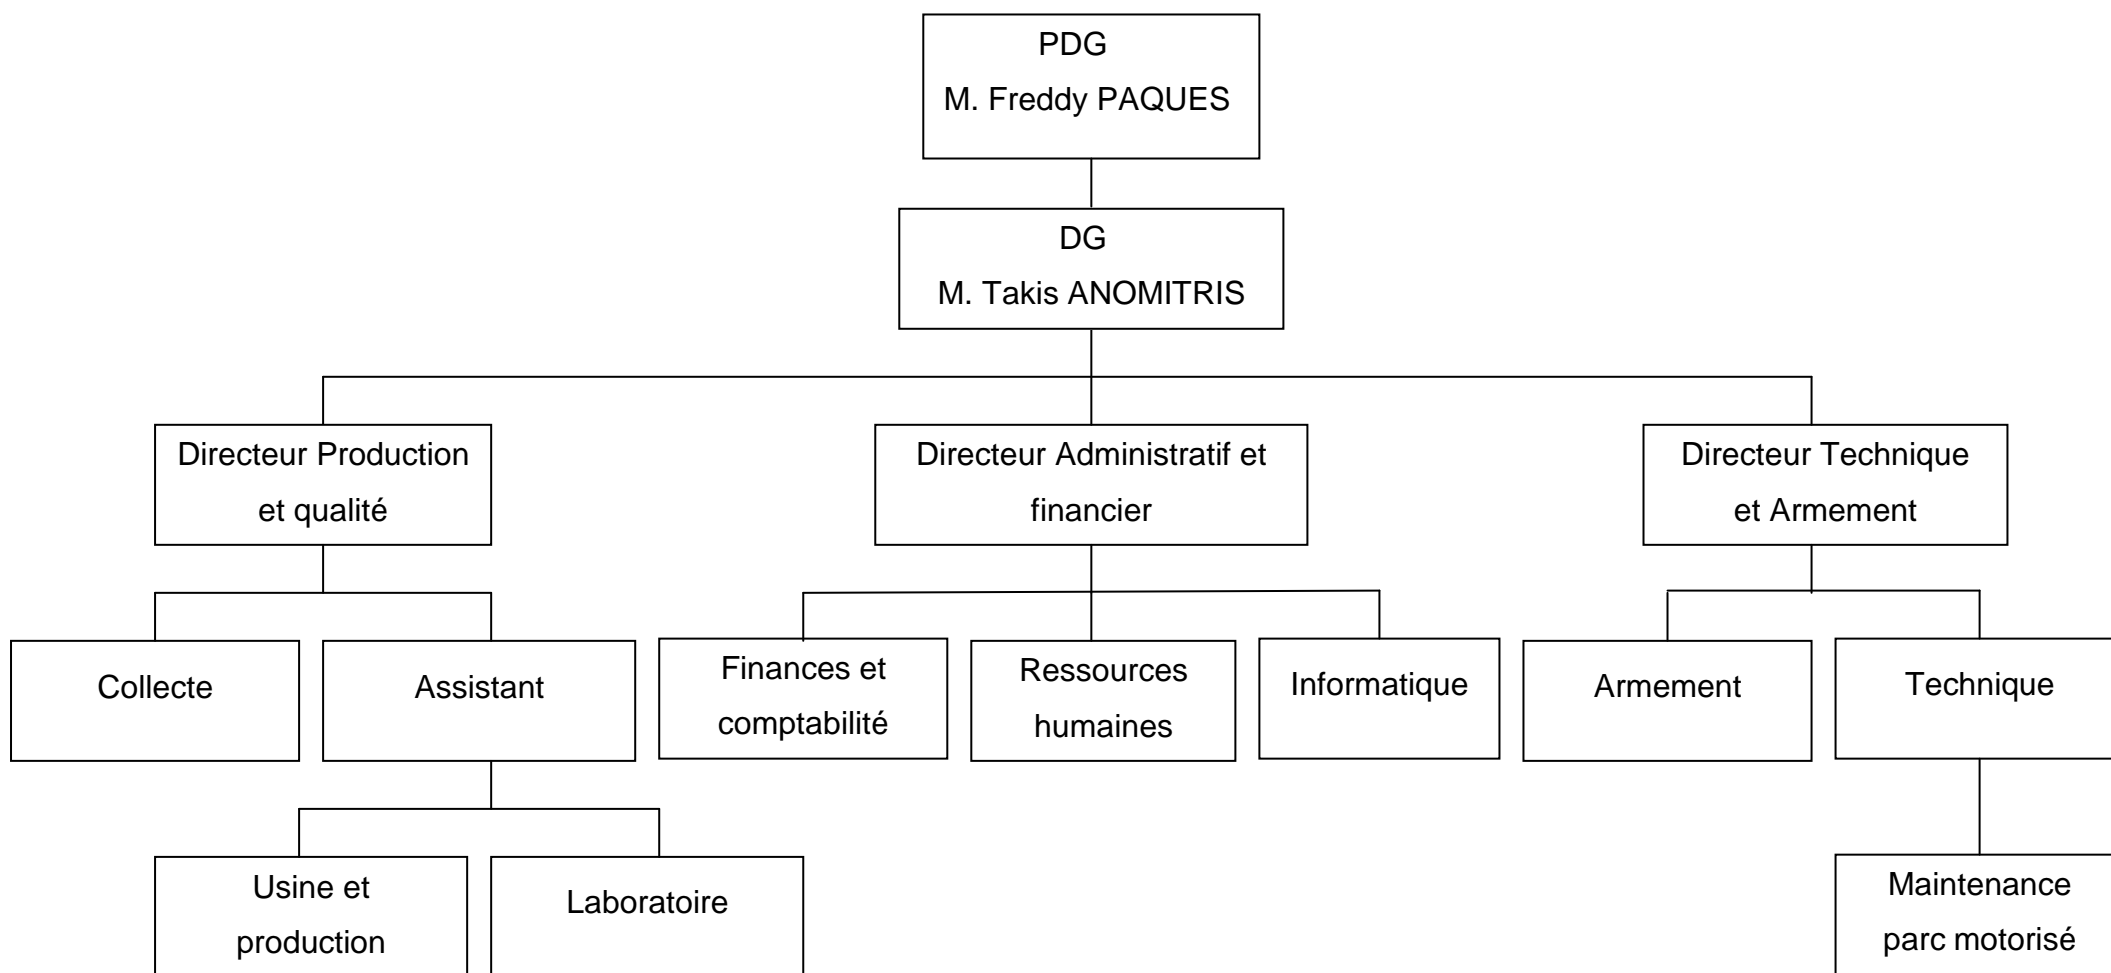 PDG
M. Freddy PAQUES
DG
M. Takis ANOMITRIS
Directeur Production
et qualité
Directeur Administratif et
financier
Directeur Technique
et Armement
Collecte
Assistant
Finances et
comptabilité
Ressources
humaines
Informatique
Armement
Technique
Usine et
production
Laboratoire
Maintenance
parc motorisé